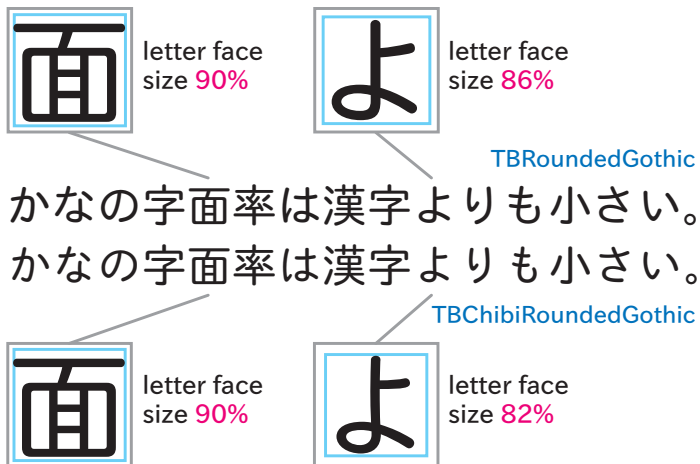 面 letter face
size 90%
よ letter face
size 86%
TBRoundedGothic
かなの字面率は漢字よりも小さい。
かなの字面率は漢字よりも小さい。
TBChibiRoundedGothic
面 letter face
size 90%
よ letter face
size 82%